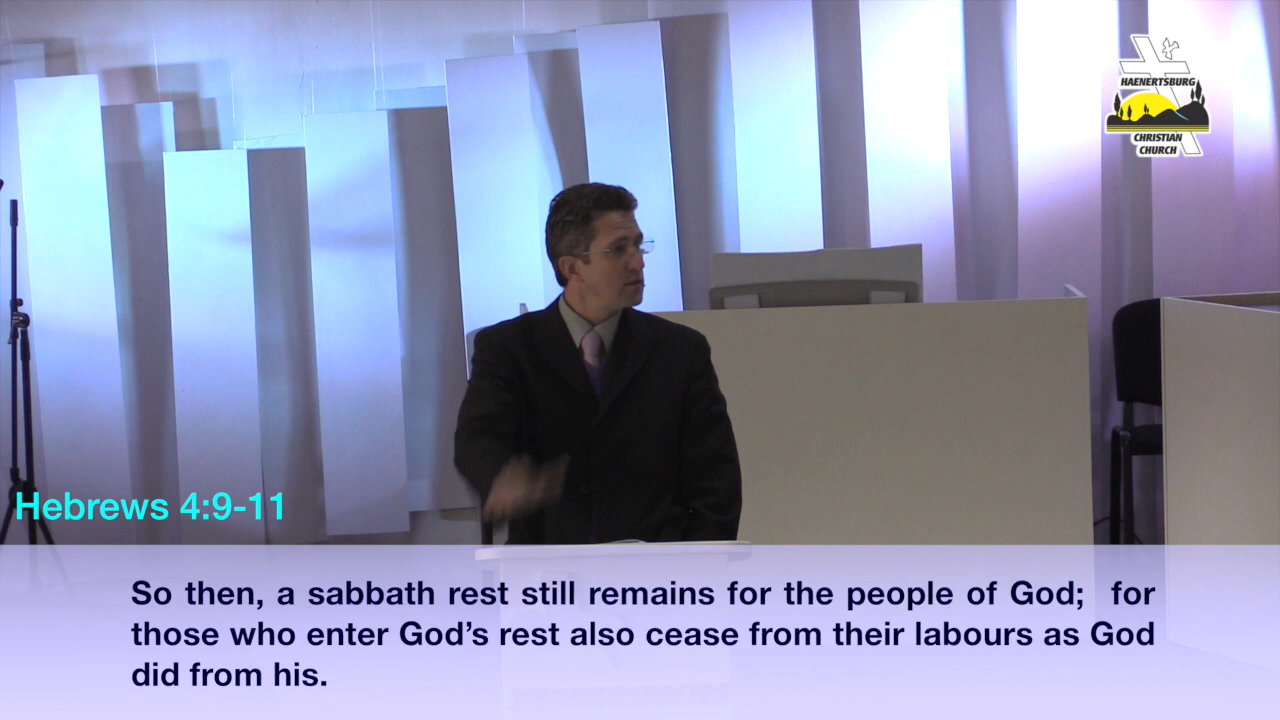 HAENERTSBURG
CHRISTIAN
CHURCH
Hebrews 4:9-11
So then, a sabbath rest still remains for the people of God;  for
those who enter God’s rest also cease from their labours as God
did from his.